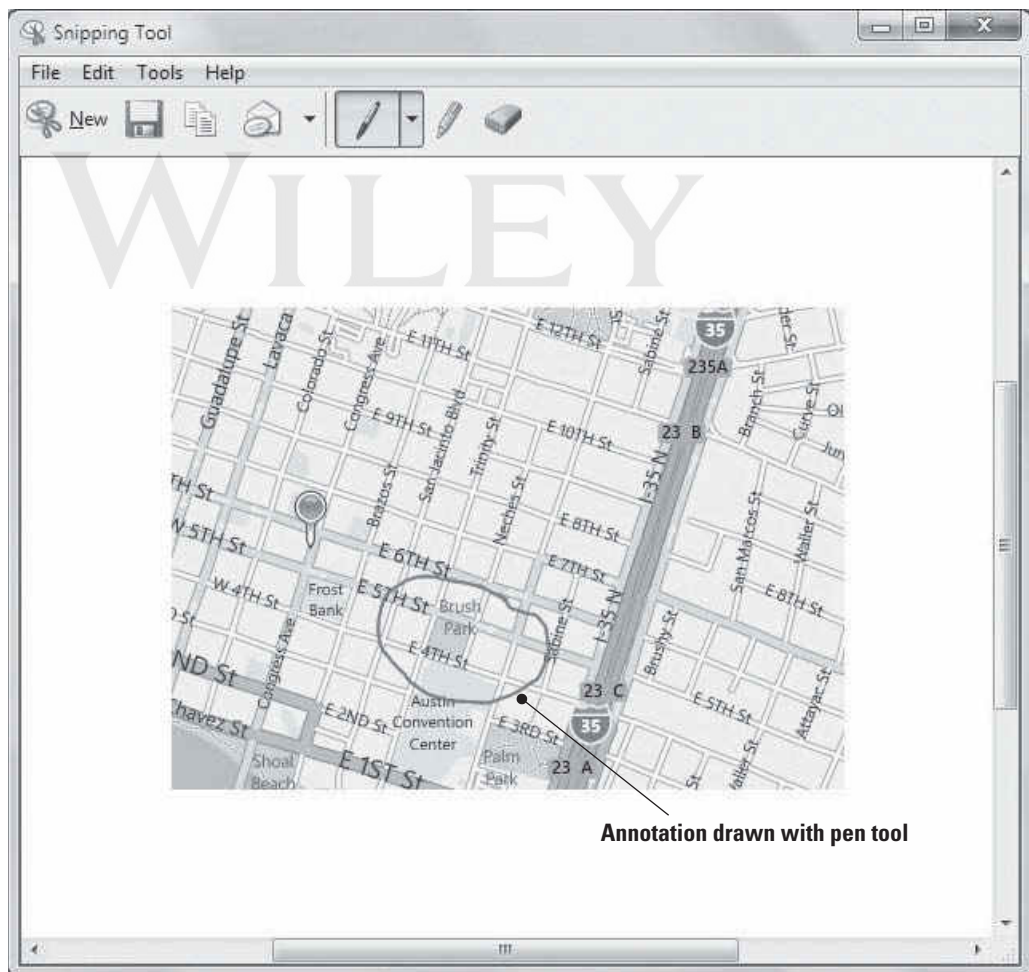 Snipping Tool
File Edit Tools Help
New
WILEY
Guadalupe St
Lavaca
Colorado St
Congress Ave
E 11TH St
E 12TH St
Sabine St
35
235A
Branch St
Curve St
E 9TH St
San Jacinto Blvd
Trinity St
E 10TH St
23 B
I-35 N
Brazos St
Neches St
E 8TH St
San Marcos St
Waller St
TH St
W 5TH St
E 6TH St
E 7TH St
E 8TH St
W 4TH St
Frost
Bank
E 5TH St
Brush
Park
Sabine St
I-35 N
Brushy St
E 4TH St
Congress Ave
ND St
Chavez St
E 2ND St
Austin
Convention
Center
E 3RD St
23 C
35
E 5TH St
Attayac St
Waller St
Shoal
Beach
E 1ST St
Palm
Park
23 A
St
Annotation drawn with pen tool